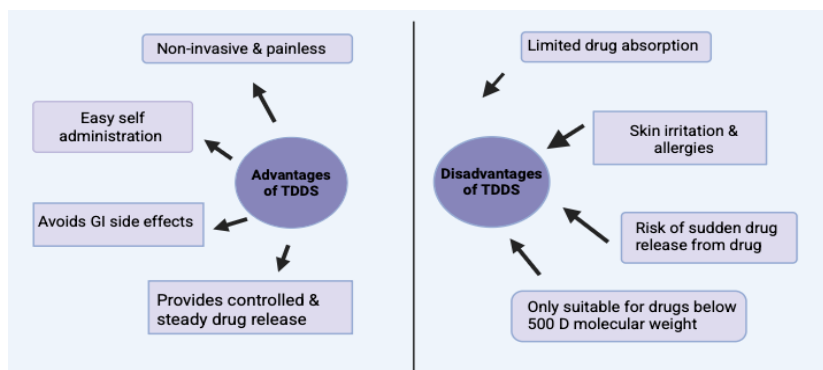 Non-invasive & painless
Easy self
administration
Advantages
of TDDS
Avoids GI side effects
Provides controlled &
steady drug release
Limited drug absorption
Skin irritation &
allergies
Disadvantages
of TDDS
Risk of sudden drug
release from drug
Only suitable for drugs below
500 D molecular weight